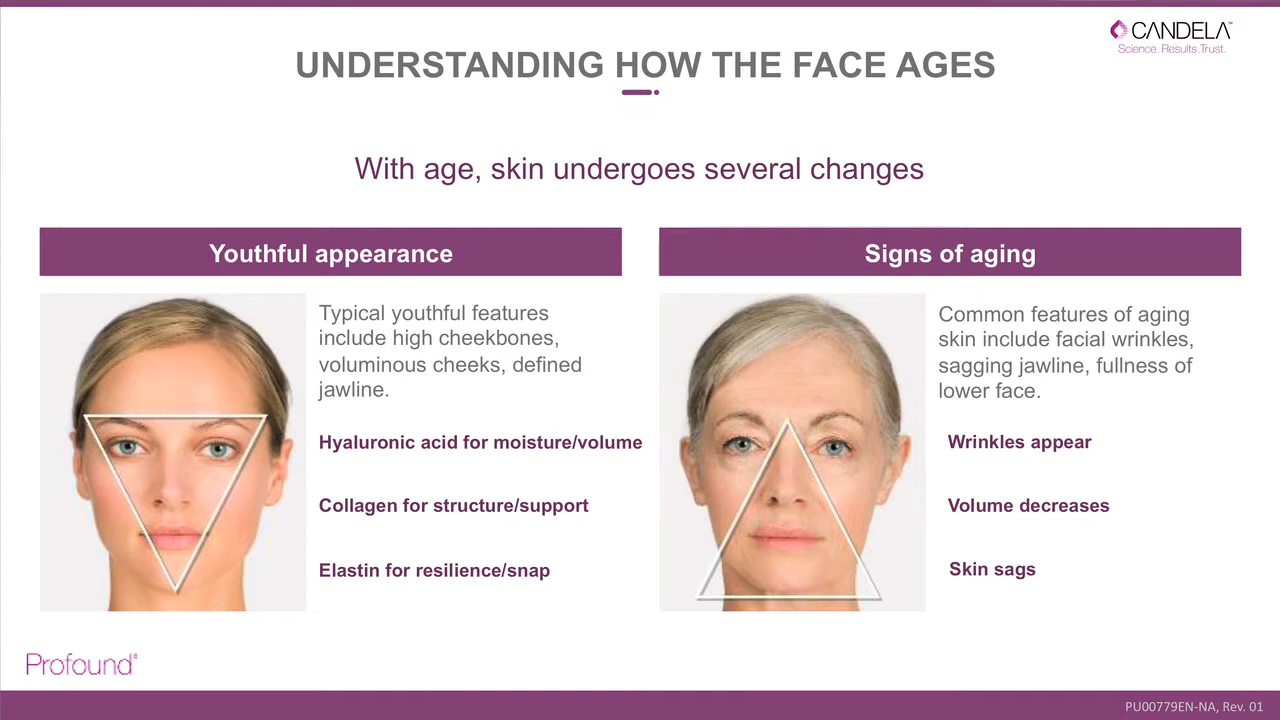 CANDELA™
Science. Results. Trust.
UNDERSTANDING HOW THE FACE AGES
With age, skin undergoes several changes
Youthful appearance
Typical youthful features
include high cheekbones,
voluminous cheeks, defined
jawline.
Hyaluronic acid for moisture/volume
Collagen for structure/support
Elastin for resilience/snap
Signs of aging
Common features of aging
skin include facial wrinkles,
sagging jawline, fullness of
lower face.
Wrinkles appear
Volume decreases
Skin sags
Profound®
PU00779EN-NA, Rev. 01